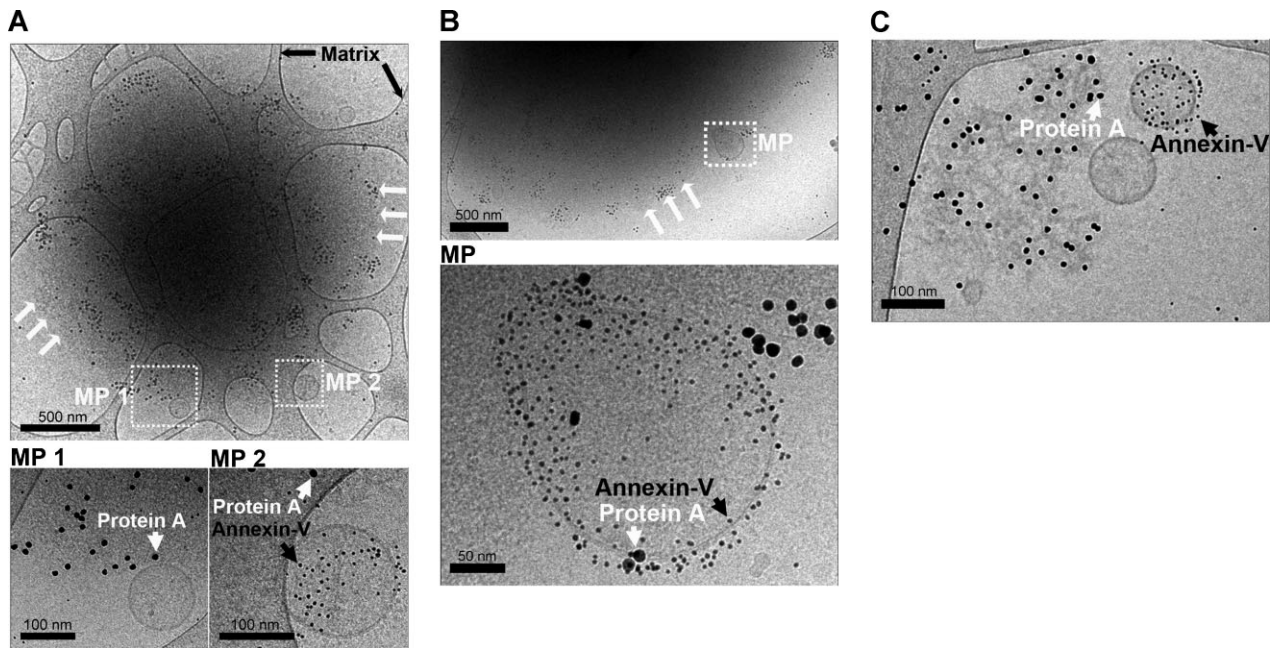 A
Matrix
MP 1
MP 2
500 nm
MP 1
Protein A
100 nm
MP 2
Protein A
Annexin-V
100 nm
B
MP
500 nm
MP
Annexin-V
Protein A
50 nm
C
Protein A
Annexin-V
100 nm